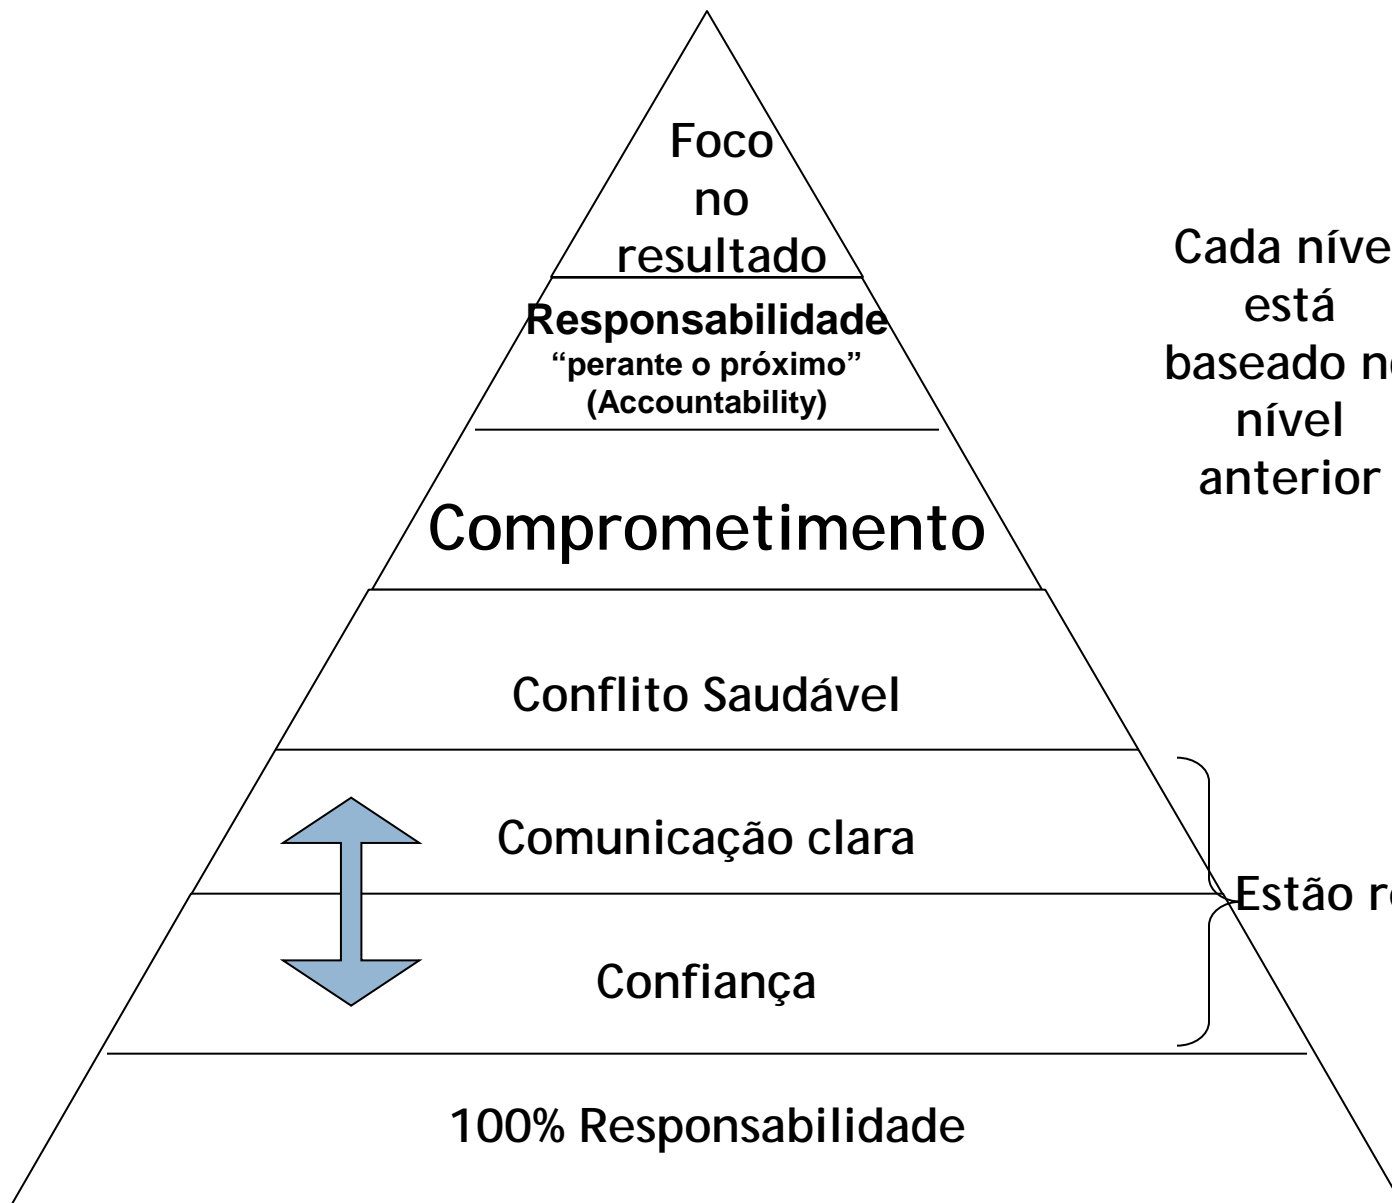 Foco
no
resultado
Responsabilidade
“perante o próximo”
(Accountability)
Cada níve
está
baseado n
nível
anterior
Comprometimento
Conflito Saudável
Comunicação clara
Estão r
Confiança
100% Responsabilidade